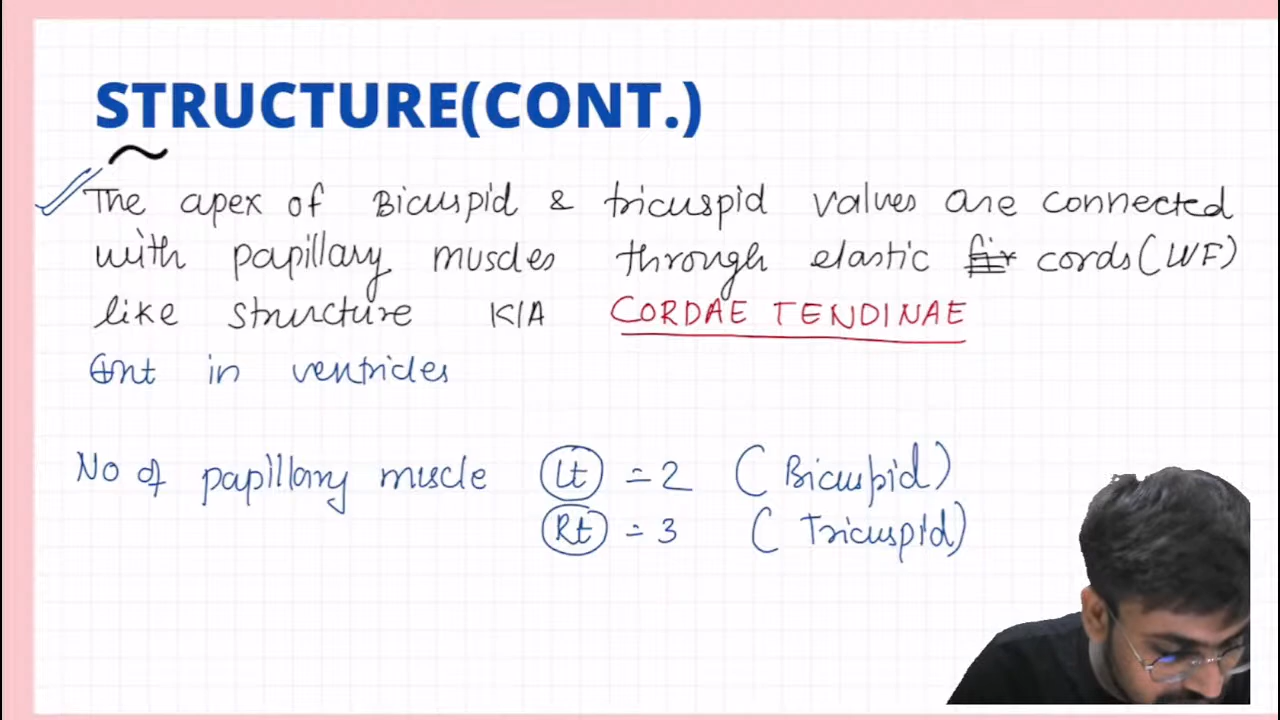 STRUCTURE(CONT.)
The apex of Bicuspid & tricuspid valves are connected
with papillary muscles through elastic cords (WF)
like structure K/A CORDAE TENDINAE
in ventricles
No of papillary muscle Lt = 2 (Bicuspid)
Rt = 3 (Tricuspid)